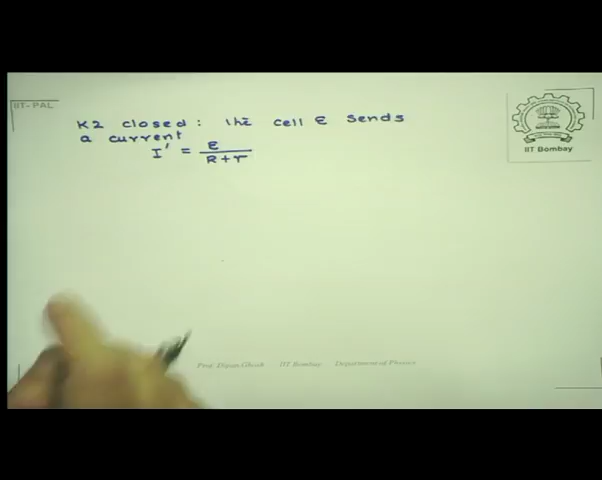 IIT-PAL
K2 closed: The cell ε sends
a current
I' = ε / R+r
IIT Bombay
Prof. Dipan Ghosh IIT Bombay Department of Physics